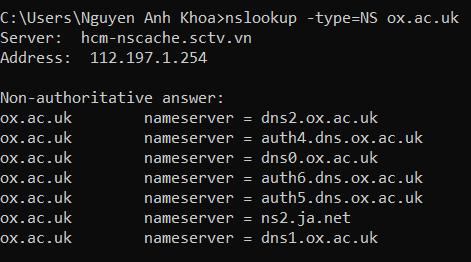 C:\Users\Nguyen Anh Khoa>nslookup -type=NS ox.ac.uk
Server:  hcm-nscache.sctv.vn
Address:  112.197.1.254

Non-authoritative answer:
ox.ac.uk        nameserver = dns2.ox.ac.uk
ox.ac.uk        nameserver = auth4.dns.ox.ac.uk
ox.ac.uk        nameserver = dns0.ox.ac.uk
ox.ac.uk        nameserver = auth6.dns.ox.ac.uk
ox.ac.uk        nameserver = auth5.dns.ox.ac.uk
ox.ac.uk        nameserver = ns2.ja.net
ox.ac.uk        nameserver = dns1.ox.ac.uk